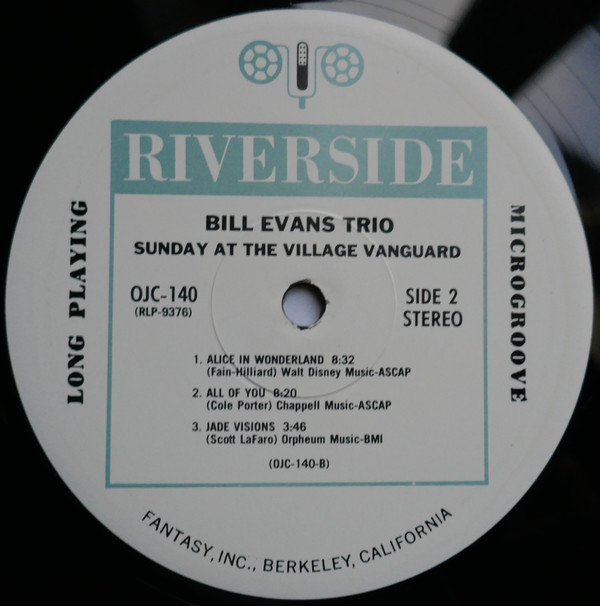 RIVERSIDE
BILL EVANS TRIO
SUNDAY AT THE VILLAGE VANGUARD
LONG PLAYING
MICROGROOVE
OJC-140
(RLP-9376)
SIDE 2
STEREO
1. ALICE IN WONDERLAND 8:32
(Fain-Hilliard) Walt Disney Music-ASCAP
2. ALL OF YOU 8:20
(Cole Porter) Chappell Music-ASCAP
3. JADE VISIONS 3:46
(Scott LaFaro) Orpheum Music-BMI
(OJC-140-B)
FANTASY, INC., BERKELEY, CALIFORNIA